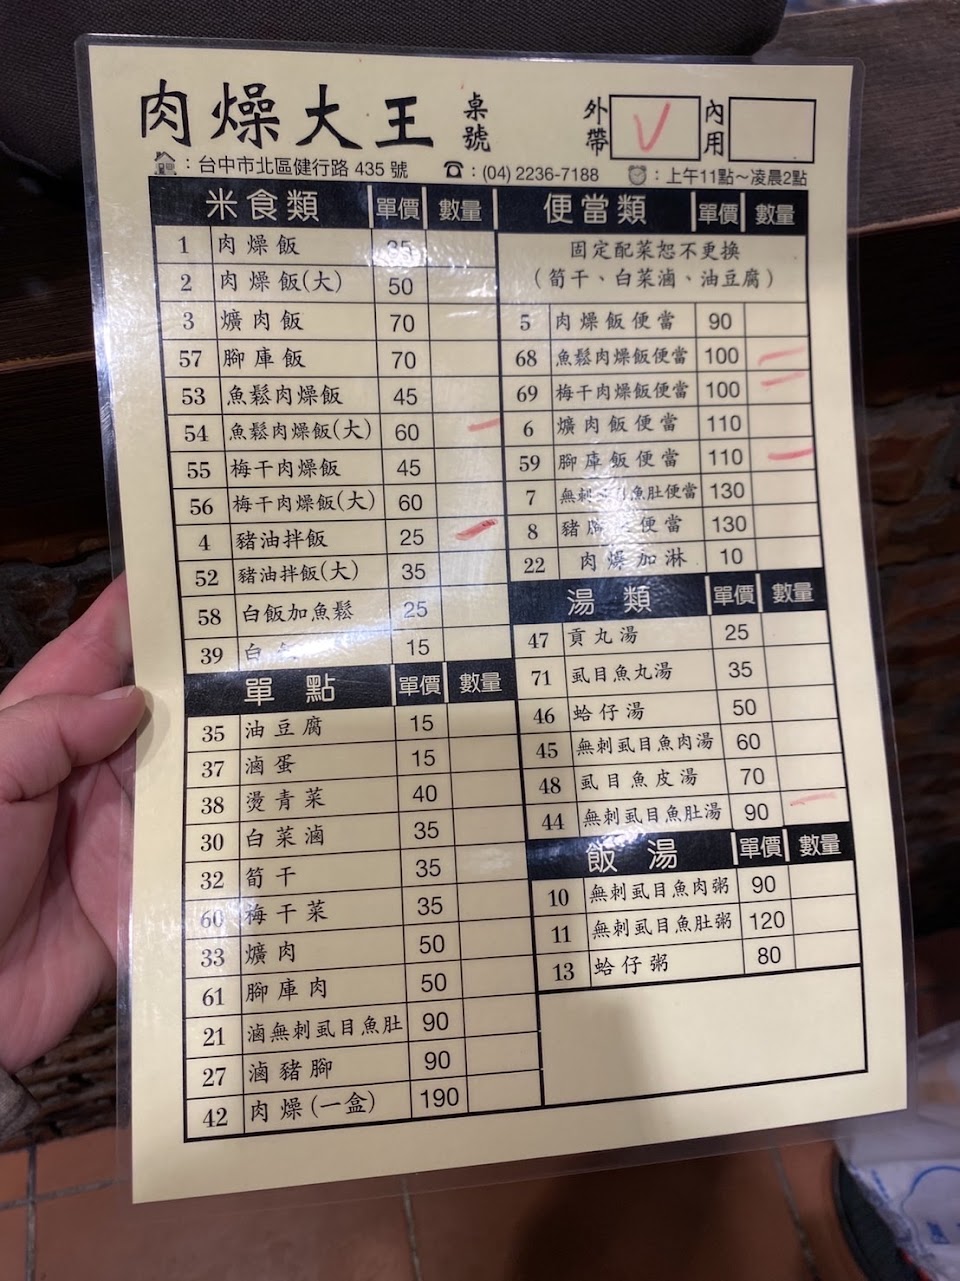 肉燥大王 桌號 外帶 V 內用
：台中市北區健行路 435 號 ：(04) 2236-7188 ：上午11點～凌晨2點
米食類 單價 數量
1 肉燥飯 35
2 肉燥飯(大) 50
3 爌肉飯 70
57 腳庫飯 70
53 魚鬆肉燥飯 45
54 魚鬆肉燥飯(大) 60
55 梅干肉燥飯 45
56 梅干肉燥飯(大) 60
4 豬油拌飯 25
52 豬油拌飯(大) 35
58 白飯加魚鬆 25
39 白 15
單點 單價 數量
35 油豆腐 15
37 滷蛋 15
38 燙青菜 40
30 白菜滷 35
32 筍干 35
60 梅干菜 35
33 爌肉 50
61 腳庫肉 50
21 滷無刺虱目魚肚 90
27 滷豬腳 90
42 肉燥(一盒) 190
便當類 單價 數量
固定配菜恕不更換
(筍干、白菜滷、油豆腐)
5 肉燥飯便當 90
68 魚鬆肉燥飯便當 100
69 梅干肉燥飯便當 100
6 爌肉飯便當 110
59 腳庫飯便當 110
7 無刺虱目魚肚便當 130
8 豬腳便當 130
22 肉燥加淋 10
湯類 單價 數量
47 貢丸湯 25
71 虱目魚丸湯 35
46 蛤仔湯 50
45 無刺虱目魚肉湯 60
48 虱目魚皮湯 70
44 無刺虱目魚肚湯 90
飯湯 單價 數量
10 無刺虱目魚肉粥 90
11 無刺虱目魚肚粥 120
13 蛤仔粥 80